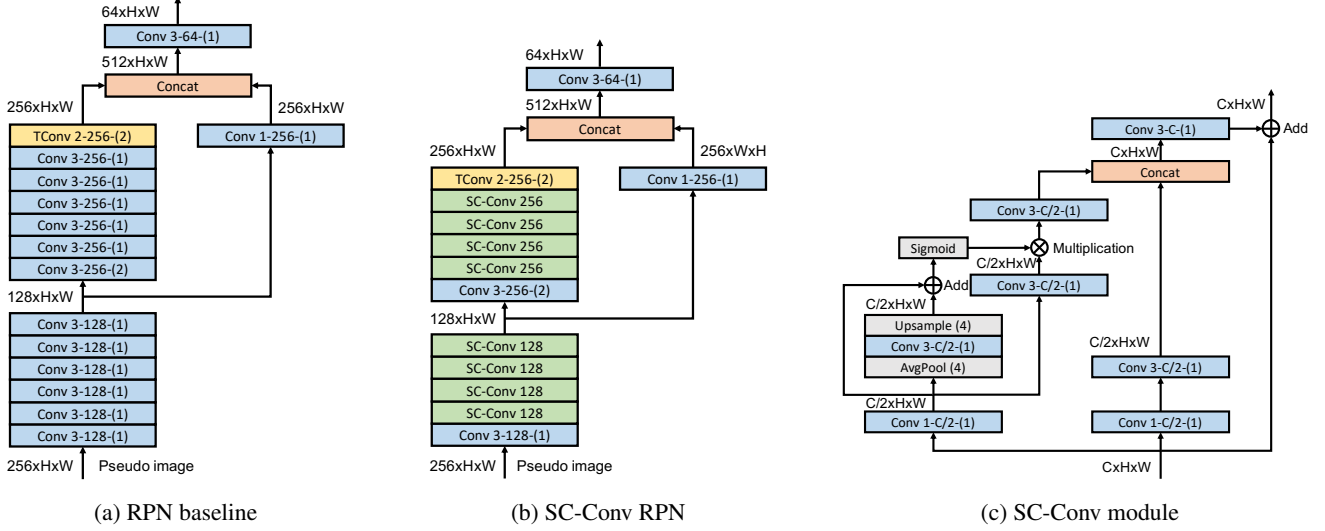 64xHxW
Conv 3-64-(1)
512xHxW
Concat
256xHxW
256xHxW
TConv 2-256-(2)
Conv 1-256-(1)
Conv 3-256-(1)
Conv 3-256-(1)
Conv 3-256-(1)
Conv 3-256-(1)
Conv 3-256-(1)
Conv 3-256-(2)
128xHxW
Conv 3-128-(1)
Conv 3-128-(1)
Conv 3-128-(1)
Conv 3-128-(1)
Conv 3-128-(1)
Conv 3-128-(1)
256xHxW
Pseudo image
(a) RPN baseline
64xHxW
Conv 3-64-(1)
512xHxW
Concat
256xHxW
256xWxH
TConv 2-256-(2)
Conv 1-256-(1)
SC-Conv 256
SC-Conv 256
SC-Conv 256
SC-Conv 256
Conv 3-256-(2)
128xHxW
SC-Conv 128
SC-Conv 128
SC-Conv 128
SC-Conv 128
Conv 3-128-(1)
256xHxW
Pseudo image
(b) SC-Conv RPN
CxHxW
Conv 3-C-(1)
Add
CxHxW
Concat
Conv 3-C/2-(1)
Sigmoid
Multiplication
C/2xHxW
Add
Conv 3-C/2-(1)
C/2xHxW
Upsample (4)
Conv 3-C/2-(1)
AvgPool (4)
C/2xHxW
Conv 3-C/2-(1)
C/2xHxW
Conv 1-C/2-(1)
Conv 1-C/2-(1)
CxHxW
(c) SC-Conv module